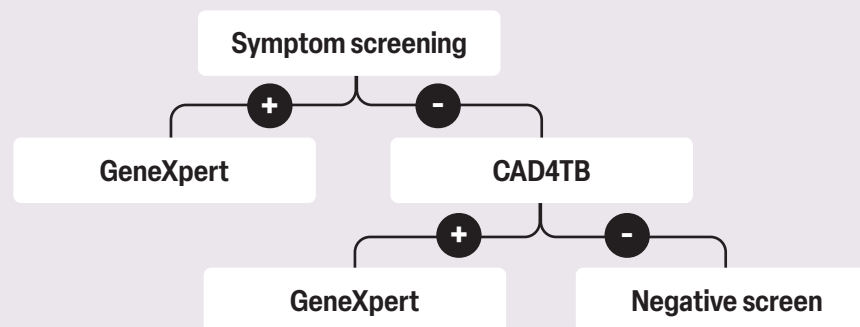 Symptom screening
+
-
GeneXpert
CAD4TB
+
-
GeneXpert
Negative screen